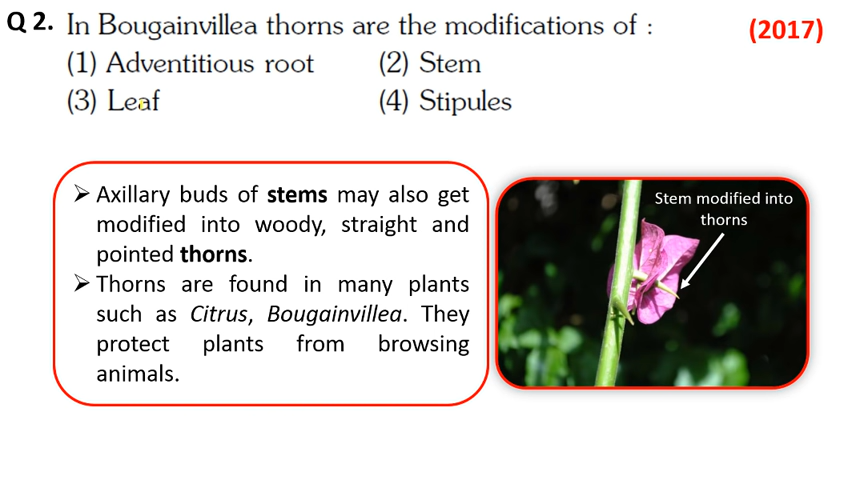 Q 2. In Bougainvillea thorns are the modifications of : (2017)
(1) Adventitious root (2) Stem
(3) Leaf (4) Stipules
➢ Axillary buds of stems may also get
modified into woody, straight and
pointed thorns.
➢ Thorns are found in many plants
such as Citrus, Bougainvillea. They
protect plants from browsing
animals.
Stem modified into
thorns